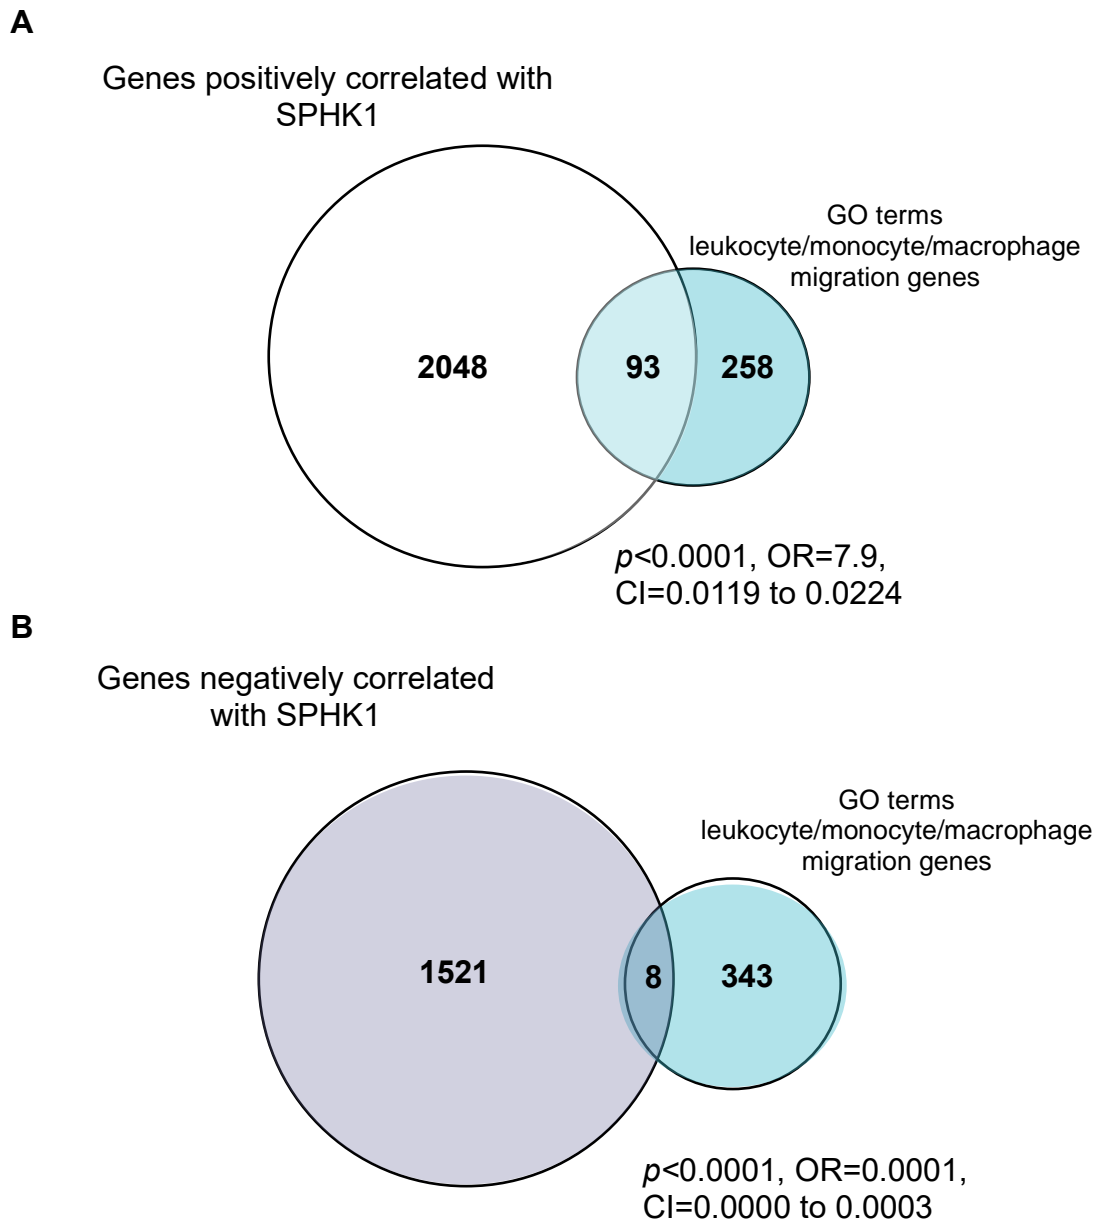 A
Genes positively correlated with
SPHK1
GO terms
leukocyte/monocyte/macrophage
migration genes
2048
93
258
p<0.0001, OR=7.9,
CI=0.0119 to 0.0224
B
Genes negatively correlated
with SPHK1
GO terms
leukocyte/monocyte/macrophage
migration genes
1521
8
343
p<0.0001, OR=0.0001,
CI=0.0000 to 0.0003